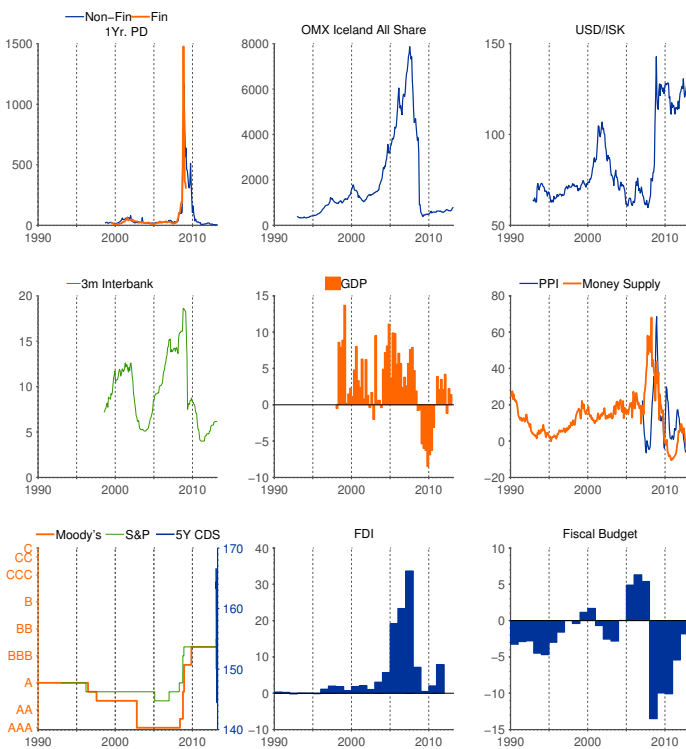 Non−Fin Fin
1Yr. PD
OMX Iceland All Share
USD/ISK
1500
1000
500
0
1990 2000 2010
8000
6000
4000
2000
0
1990 2000 2010
150
100
50
1990 2000 2010
3m Interbank
GDP
PPI Money Supply
20
15
10
5
0
1990 2000 2010
15
10
5
0
−5
−10
1990 2000 2010
80
60
40
20
0
−20
1990 2000 2010
Moody's S&P 5Y CDS
FDI
Fiscal Budget
C
CC
CCC
B
BB
BBB
A
AA
AAA
170
160
150
140
1990 2000 2010
40
30
20
10
0
−10
1990 2000 2010
10
5
0
−5
−10
−15
1990 2000 2010